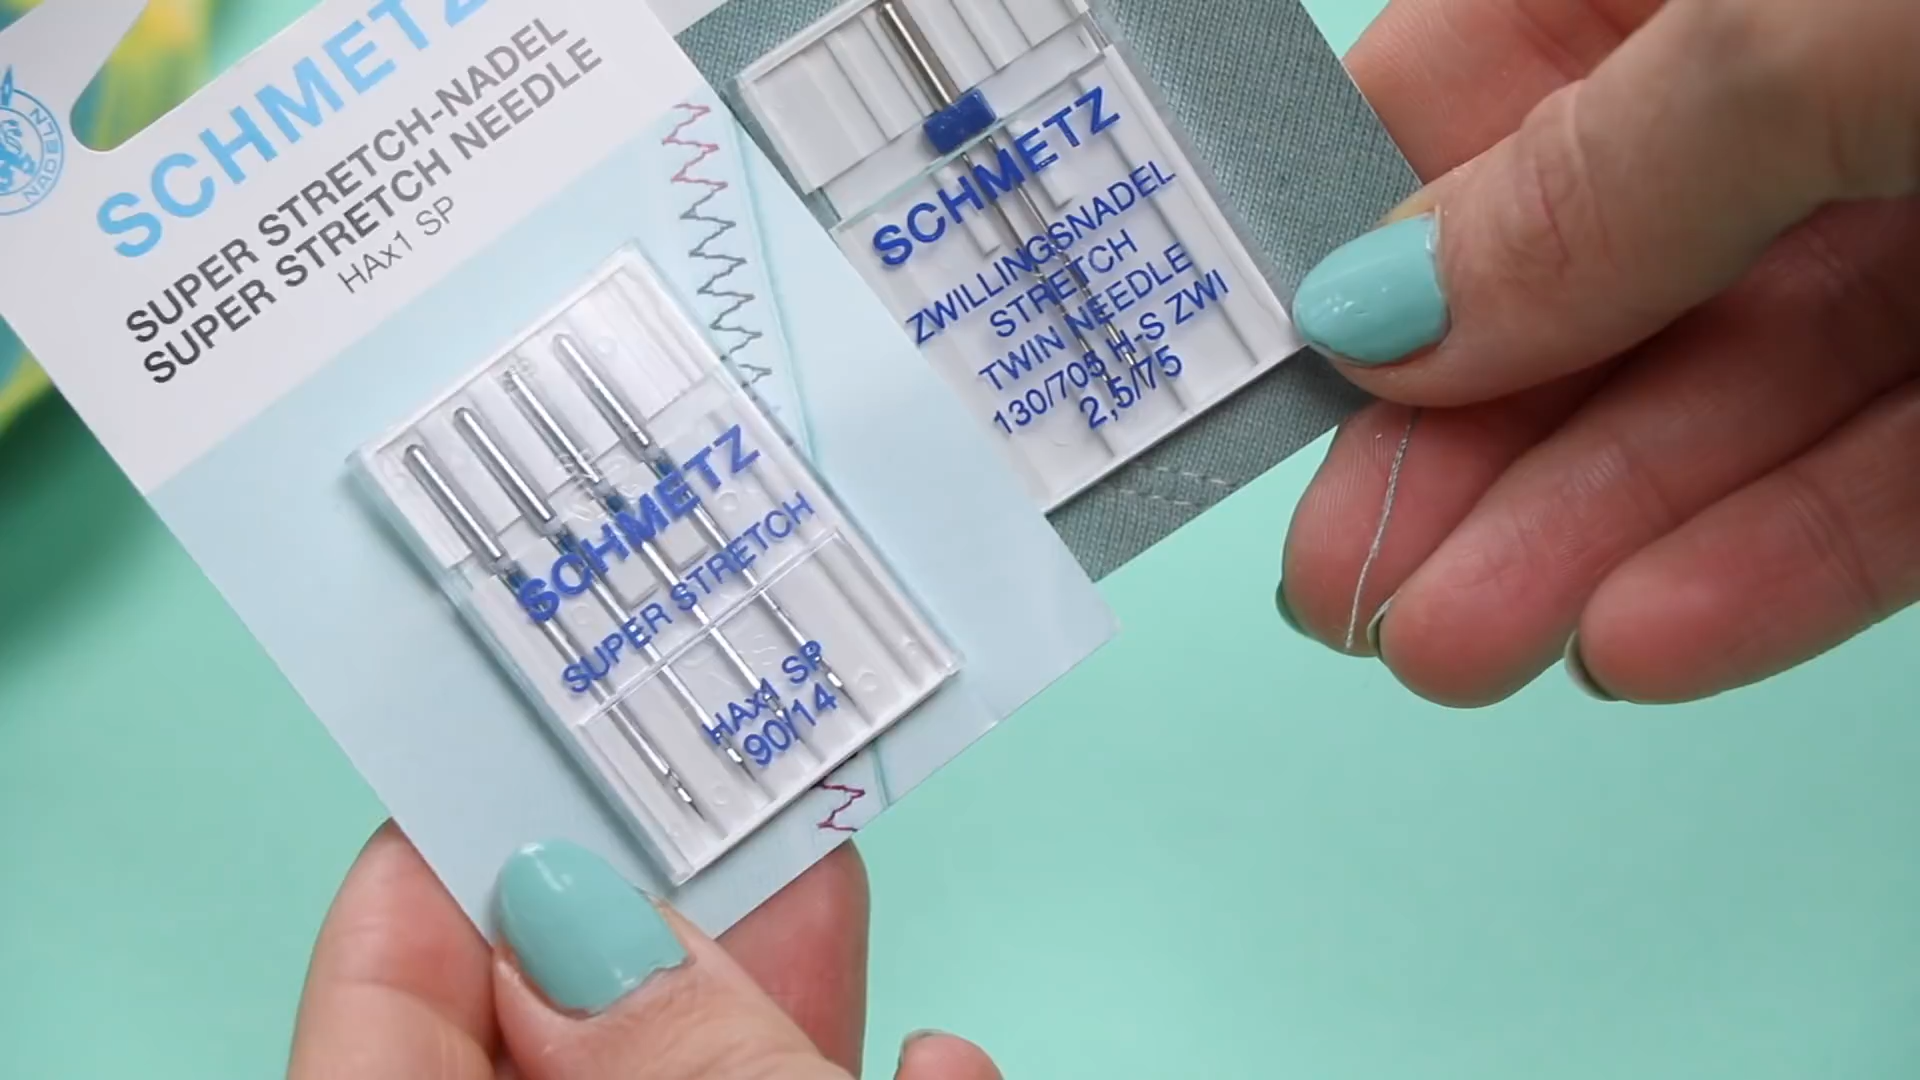 SCHMETZ
SUPER STRETCH-NADEL
SUPER STRETCH NEEDLE
HAx1 SP
NADELN
SCHMETZ
SUPER STRETCH
HAx1 SP
90/14
SCHMETZ
ZWILLINGSNADEL
STRETCH
TWIN NEEDLE
130/705 H-S ZWI
2,5/75